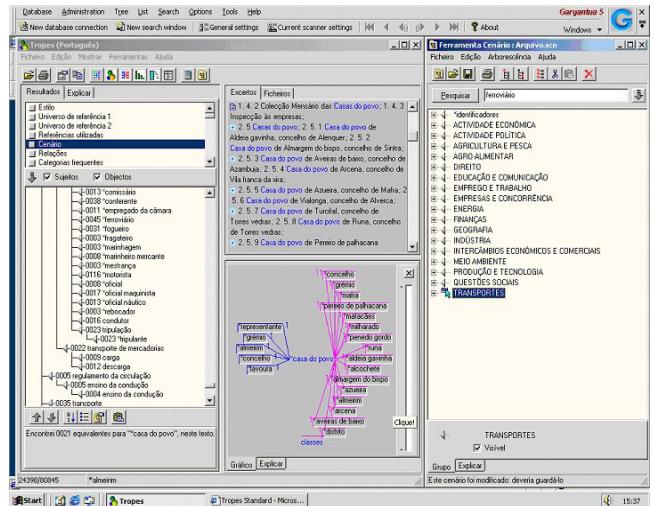 Database Administration Tree List Search Options Tools Help
Gargantua 5
New database connection New search window General settings Current scanner settings ? About
Windows
Tropes (Português)
Ficheiro Edição Mostrar Ferramentas Ajuda
Resultados Explicar
Estilo
Universo de referência 1
Universo de referência 2
Referências utilizadas
Cenário
Relações
Categorias frequentes
Sujeitos Objectos
0013 *comissário
0038 *conferente
0011 *empregado da câmara
0045 *ferroviário
0031 *fogueiro
0003 *fragateiro
0003 *marinhagem
0008 *marinheiro mercante
0003 *mestrança
0116 *motorista
0008 *oficial
0017 *oficial maquinista
0013 *oficial náutico
0003 *rebocador
0016 condutor
0023 tripulação
0023 *tripulante
0022 transporte de mercadorias
0009 carga
0012 descarga
0005 regulamento da circulação
0005 ensino da condução
0004 ensino da condução
0035 transporte
Encontrei 0021 equivalentes para "*casa do povo", neste texto.
24398/80845 *almeirim
Excertos Ficheiros
1. 4. 2 Colecção Mensário das Casas do povo; 1. 4. 3
Inspecção às empresas;
2. 5 Casas do povo; 2. 5. 1 Casa do povo de
Aldeia gavinha, concelho de Alenquer; 2. 5. 2
Casa do povo de Almargem do bispo, concelho de Sintra;
2. 5. 3 Casa do povo de Aveiras de baixo, concelho de
Azambuja; 2. 5. 4 Casa do povo de Arcena, concelho de
Vila franca da xira;
2. 5. 5 Casa do povo de Azueira, concelho de Mafra; 2.
5. 6 Casa do povo de Vialonga, concelho de Alverca;
2. 5. 7 Casa do povo de Turcifal, concelho de
Torres vedras; 2. 5. 8 Casa do povo de Runa, concelho
de Torres vedras;
2. 5. 9 Casa do povo de Pereiro de palhacana
11 *concelho
*grémio
*mafra
*pereiro de palhacana
*matacães
*milharado
*penedo gordo
*runa
*aldeia gavinha
*alcochete
*almargem do bispo
*azueira
*almeirim
*arcena
*aveiras de baixo
*distrito
*representante 1
*grémio 1
*almeirim 1
*concelho 1
*lavoura 1
*casa do povo
classes
Clique!
Gráfico Explicar
Ferramenta Cenário : Arquivo.scn
Ficheiro Edição Arborescência Ajuda
Pesquisar ferroviário
*identificadores
ACTIVIDADE ECONÓMICA
ACTIVIDADE POLÍTICA
AGRICULTURA E PESCA
AGRO-ALIMENTAR
DIREITO
EDUCAÇÃO E COMUNICAÇÃO
EMPREGO E TRABALHO
EMPRESAS E CONCORRÊNCIA
ENERGIA
FINANÇAS
GEOGRAFIA
INDÚSTRIA
INTERCÂMBIOS ECONÓMICOS E COMERCIAIS
MEIO AMBIENTE
PRODUÇÃO E TECNOLOGIA
QUESTÕES SOCIAIS
TRANSPORTES
TRANSPORTES
Visível
Grupo Explicar
Este cenário foi modificado: deveria guardá-lo
Start Tropes Tropes Standard - Micros... 15:37